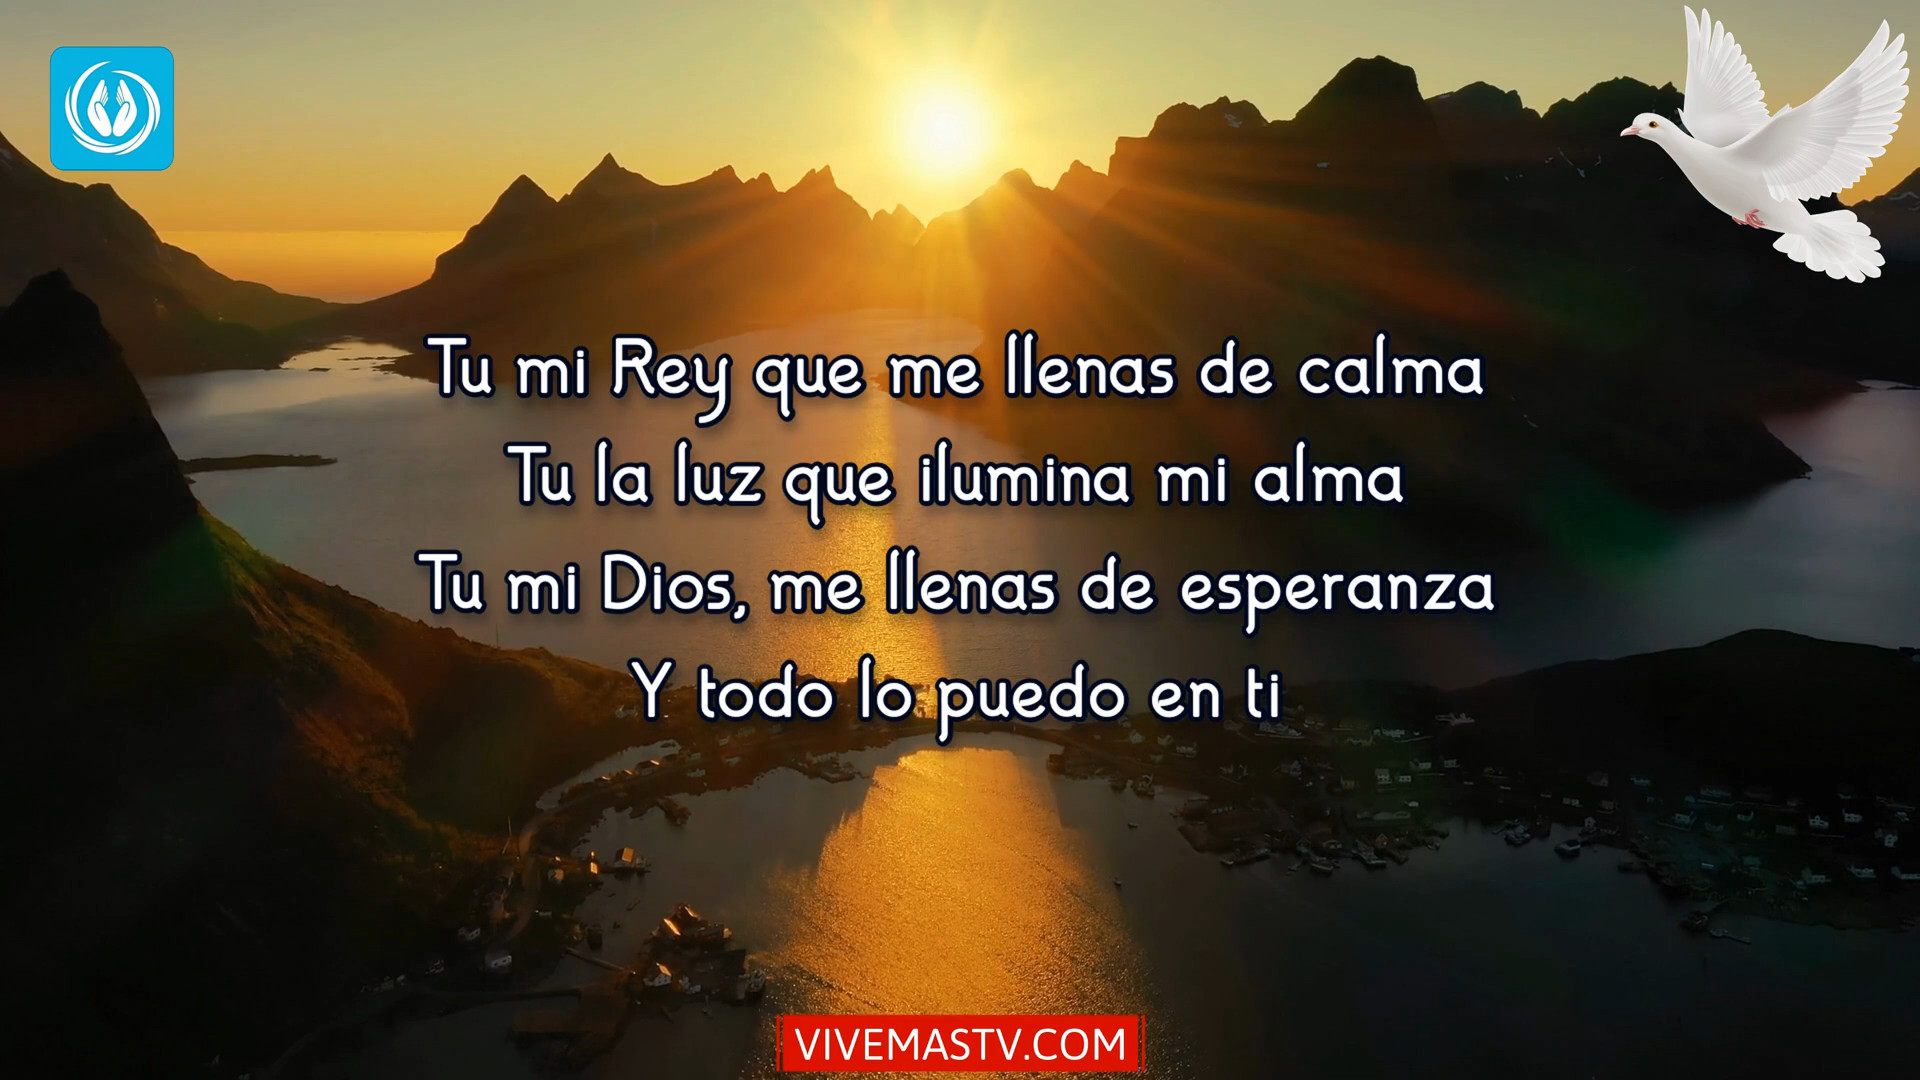 Tu mi Rey que me llenas de calma
Tu la luz que ilumina mi alma
Tu mi Dios, me llenas de esperanza
Y todo lo puedo en ti
VIVEMASTV.COM